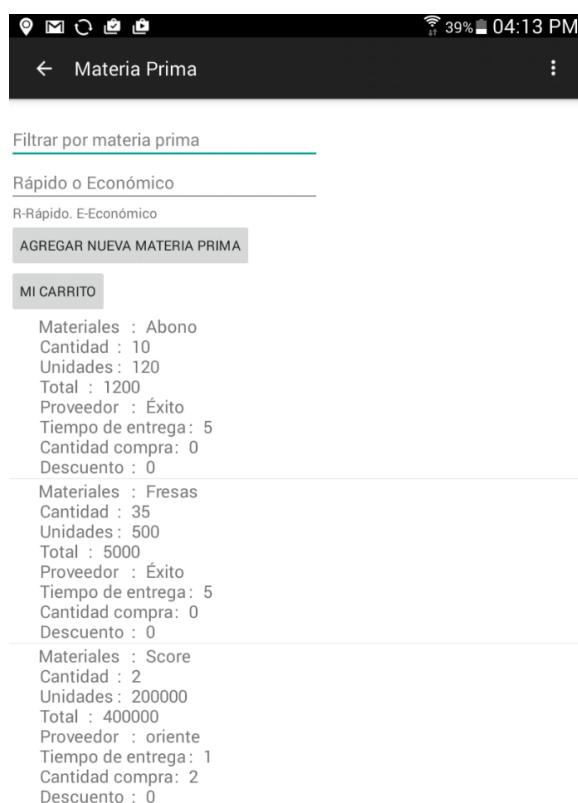 39% 04:13 PM
Materia Prima
Filtrar por materia prima
Rápido o Económico
R-Rápido. E-Económico
AGREGAR NUEVA MATERIA PRIMA
MI CARRITO
Materiales : Abono
Cantidad : 10
Unidades : 120
Total : 1200
Proveedor : Éxito
Tiempo de entrega : 5
Cantidad compra: 0
Descuento : 0
Materiales : Fresas
Cantidad : 35
Unidades : 500
Total : 5000
Proveedor : Éxito
Tiempo de entrega : 5
Cantidad compra: 0
Descuento : 0
Materiales : Score
Cantidad : 2
Unidades : 200000
Total : 400000
Proveedor : oriente
Tiempo de entrega : 1
Cantidad compra: 2
Descuento : 0